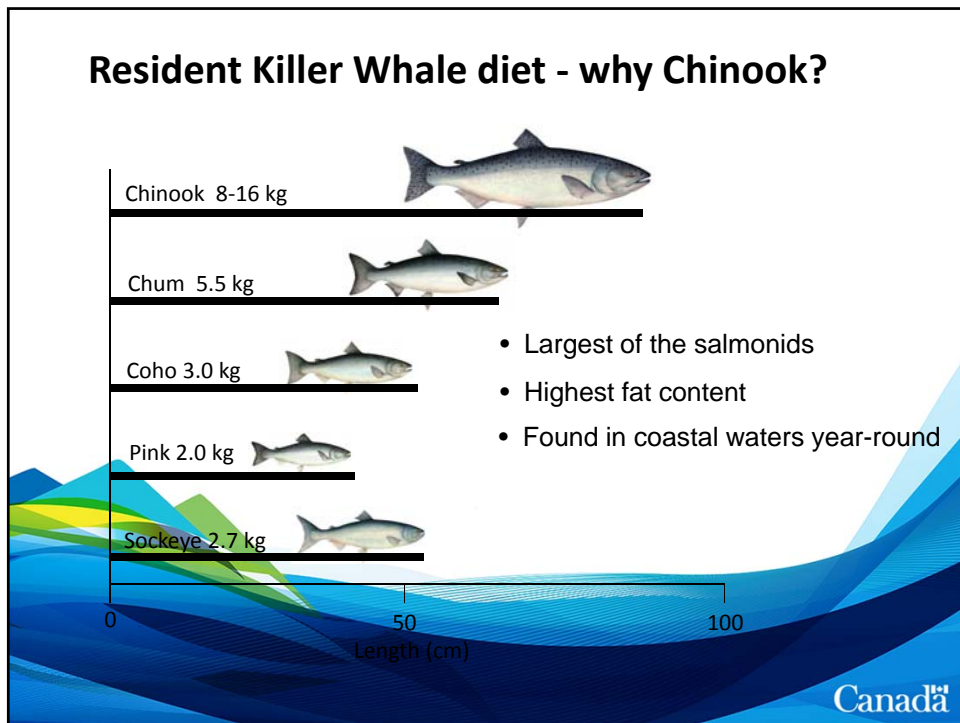 Resident Killer Whale diet - why Chinook?
Chinook 8-16 kg
Chum 5.5 kg
Coho 3.0 kg
Pink 2.0 kg
Sockeye 2.7 kg
• Largest of the salmonids
• Highest fat content
• Found in coastal waters year-round
0 50 100
Length (cm)
Canada